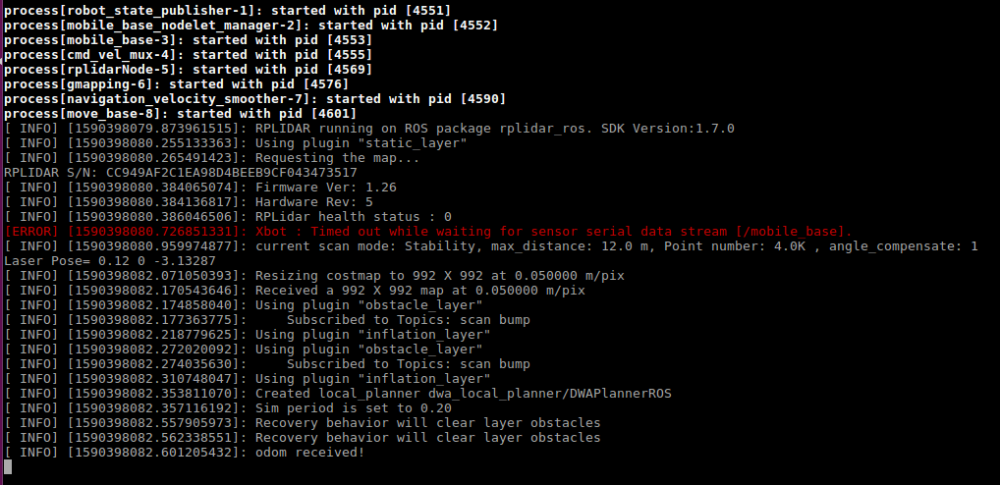 process[robot_state_publisher-1]: started with pid [4551]
process[mobile_base_nodelet_manager-2]: started with pid [4552]
process[mobile_base-3]: started with pid [4553]
process[cmd_vel_mux-4]: started with pid [4555]
process[rplidarNode-5]: started with pid [4569]
process[gmapping-6]: started with pid [4576]
process[navigation_velocity_smoother-7]: started with pid [4590]
process[move_base-8]: started with pid [4601]
[ INFO] [1590398079.873961515]: RPLIDAR running on ROS package rplidar_ros. SDK Version:1.7.0
[ INFO] [1590398080.255133363]: Using plugin "static_layer"
[ INFO] [1590398080.265491423]: Requesting the map...
RPLIDAR S/N: CC949AF2C1EA98D4BEEB9CF043473517
[ INFO] [1590398080.384065074]: Firmware Ver: 1.26
[ INFO] [1590398080.384136817]: Hardware Rev: 5
[ INFO] [1590398080.386046506]: RPLidar health status : 0
[ERROR] [1590398080.726851331]: Xbot : Timed out while waiting for sensor serial data stream [/mobile_base].
[ INFO] [1590398080.959974877]: current scan mode: Stability, max_distance: 12.0 m, Point number: 4.0K , angle_compensate: 1
Laser Pose= 0.12 0 -3.13287
[ INFO] [1590398082.071050393]: Resizing costmap to 992 X 992 at 0.050000 m/pix
[ INFO] [1590398082.170543646]: Received a 992 X 992 map at 0.050000 m/pix
[ INFO] [1590398082.174858040]: Using plugin "obstacle_layer"
[ INFO] [1590398082.177363775]:     Subscribed to Topics: scan bump
[ INFO] [1590398082.218779625]: Using plugin "inflation_layer"
[ INFO] [1590398082.272020092]: Using plugin "obstacle_layer"
[ INFO] [1590398082.274035630]:     Subscribed to Topics: scan bump
[ INFO] [1590398082.310748047]: Using plugin "inflation_layer"
[ INFO] [1590398082.353811070]: Created local_planner dwa_local_planner/DWAPlannerROS
[ INFO] [1590398082.357116192]: Sim period is set to 0.20
[ INFO] [1590398082.557905973]: Recovery behavior will clear layer obstacles
[ INFO] [1590398082.562338551]: Recovery behavior will clear layer obstacles
[ INFO] [1590398082.601205432]: odom received!